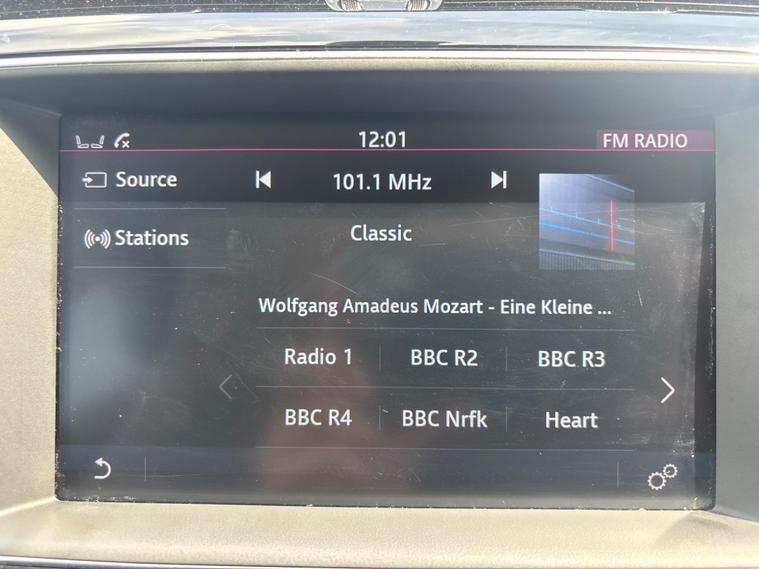 12:01 FM RADIO
Source 101.1 MHz
Stations Classic
Wolfgang Amadeus Mozart - Eine Kleine ...
Radio 1 BBC R2 BBC R3
BBC R4 BBC Nrfk Heart